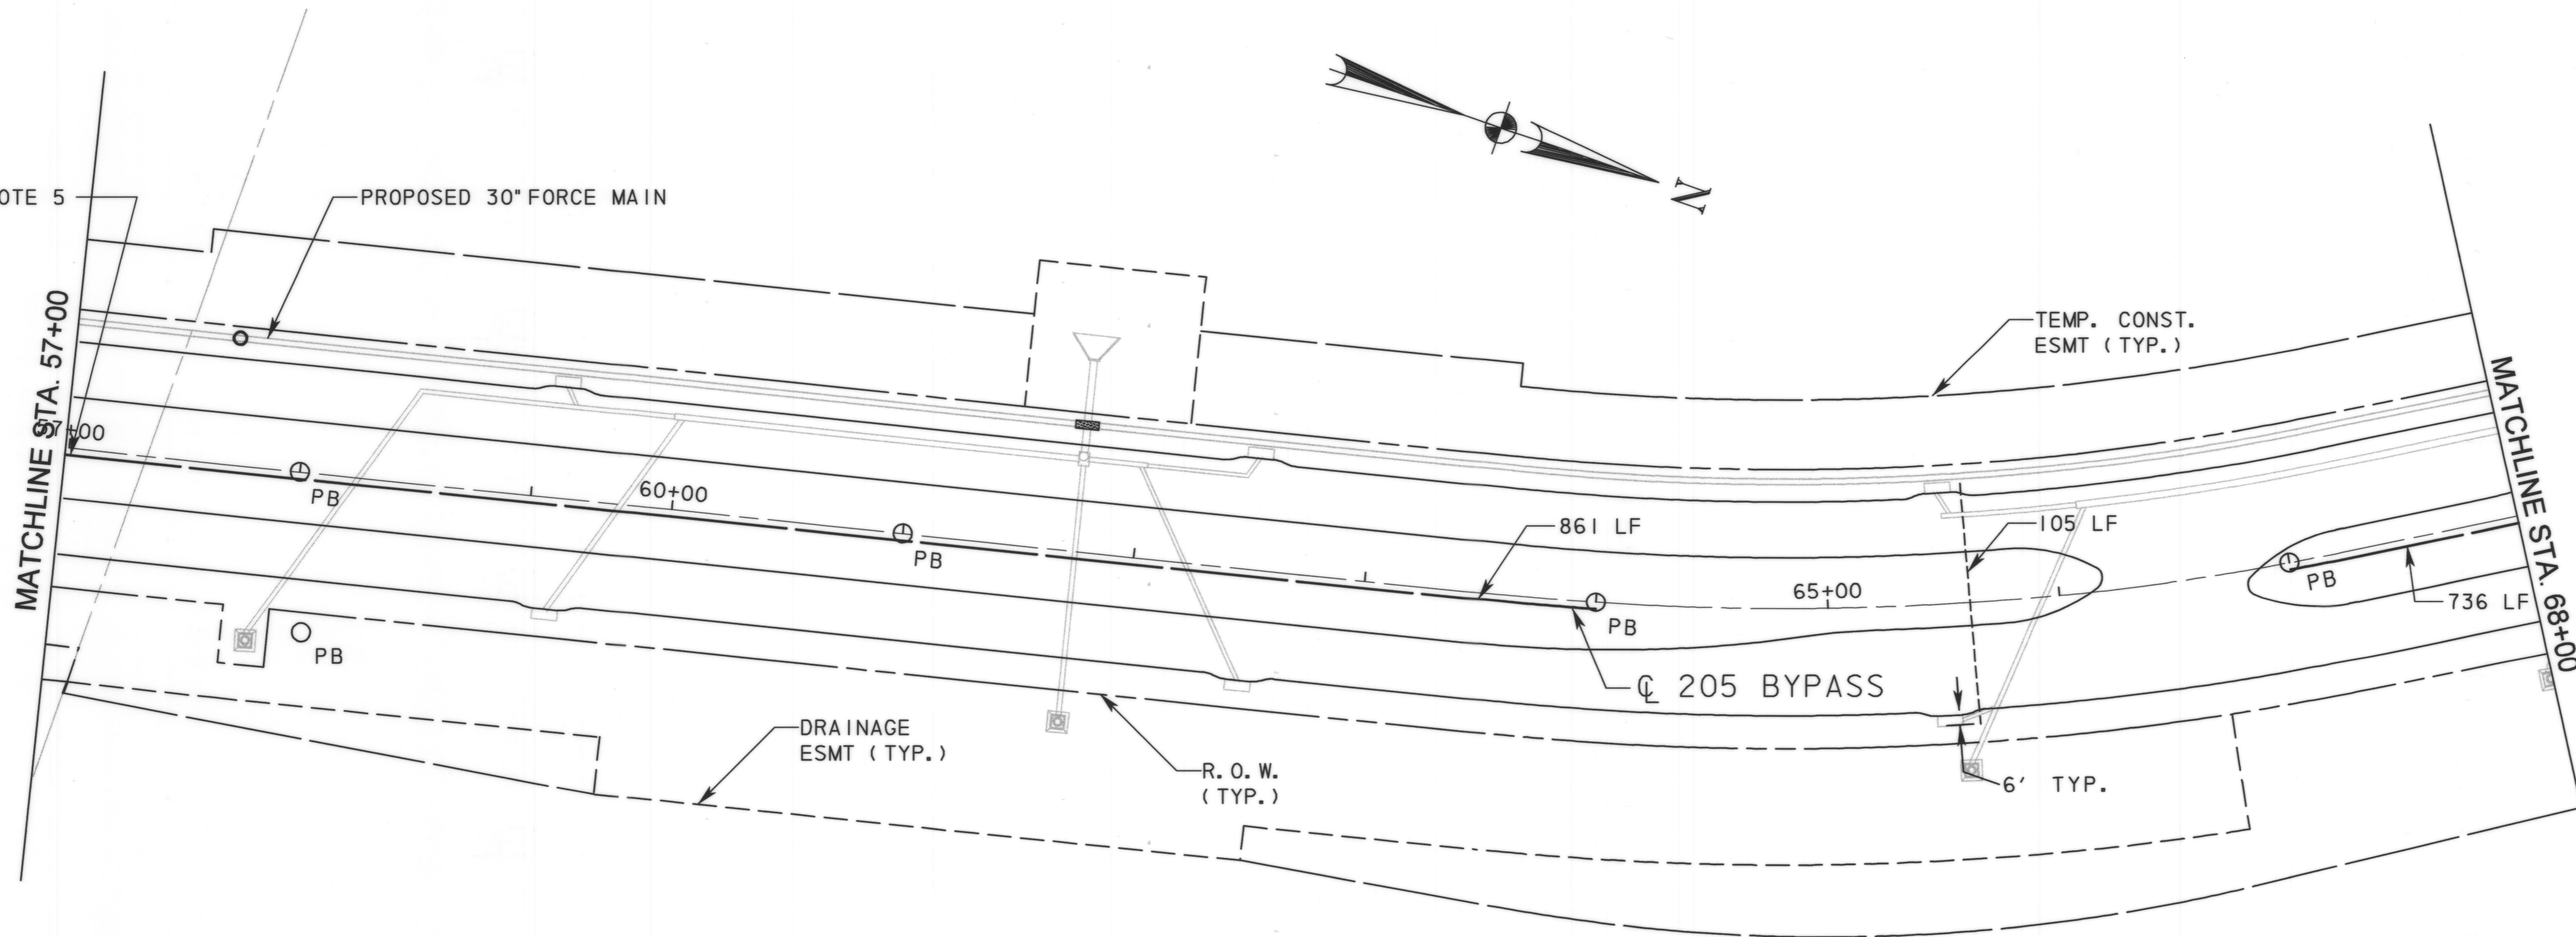 OTE 5
PROPOSED 30" FORCE MAIN
N
MATCHLINE STA. 57+00
57+00
TEMP. CONST.
ESMT (TYP.)
MATCHLINE STA. 68+00
PB
60+00
PB
861 LF
105 LF
65+00
PB
736 LF
PB
PB
℄ 205 BYPASS
DRAINAGE
ESMT (TYP.)
R.O.W.
(TYP.)
6' TYP.